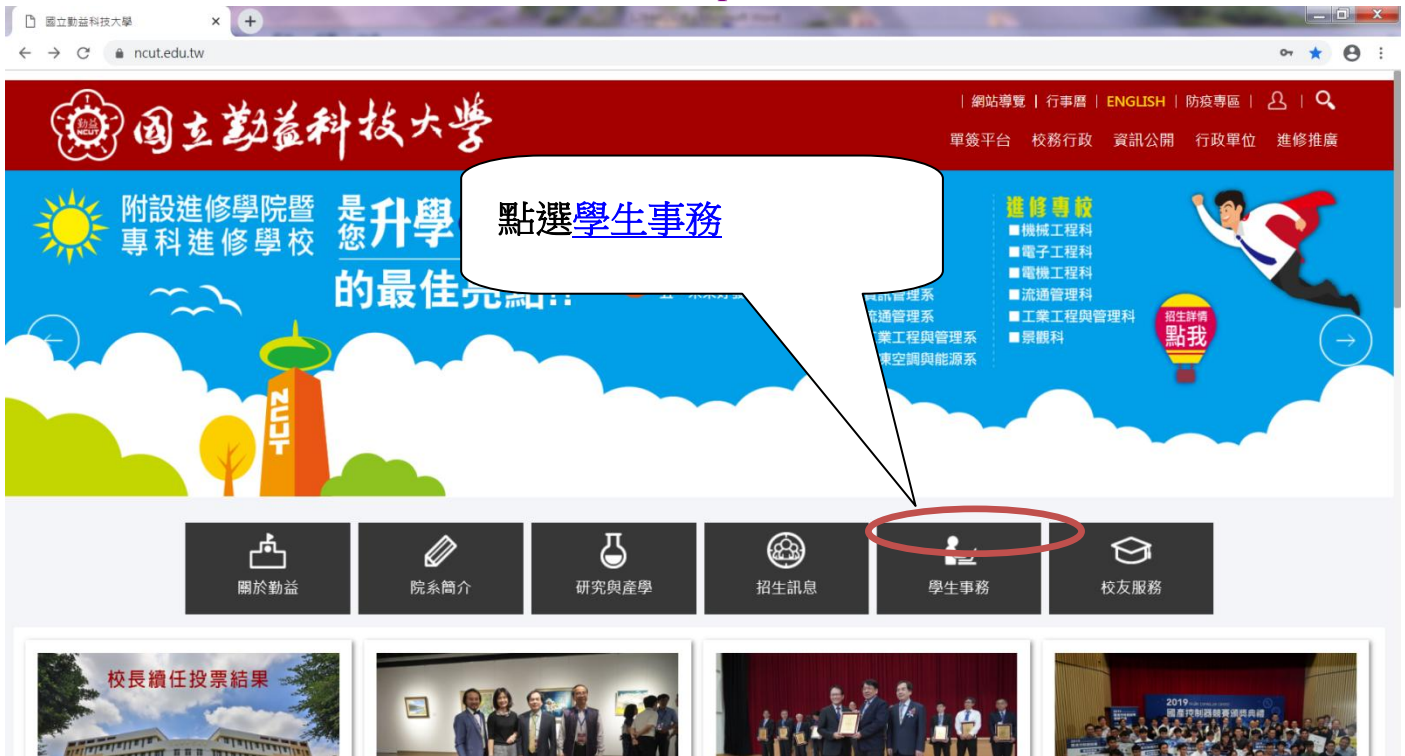 國立勤益科技大學
ncut.edu.tw
勤益
NCUT
國立勤益科技大學
| 網站導覽 | 行事曆 | ENGLISH | 防疫專區 |
單簽平台 校務行政 資訊公開 行政單位 進修推廣
附設進修學院暨
專科進修學校
是
您
升學
的最佳亮點!!
點選學生事務
資訊管理系
流通管理系
工業工程與管理系
冷凍空調與能源系
進修專校
■機械工程科
■電子工程科
■電機工程科
■流通管理科
■工業工程與管理科
■景觀科
招生詳情
點我
NCUT
關於勤益
院系簡介
研究與產學
招生訊息
學生事務
校友服務
校長續任投票結果
2019
國產控制器競賽頒獎典禮